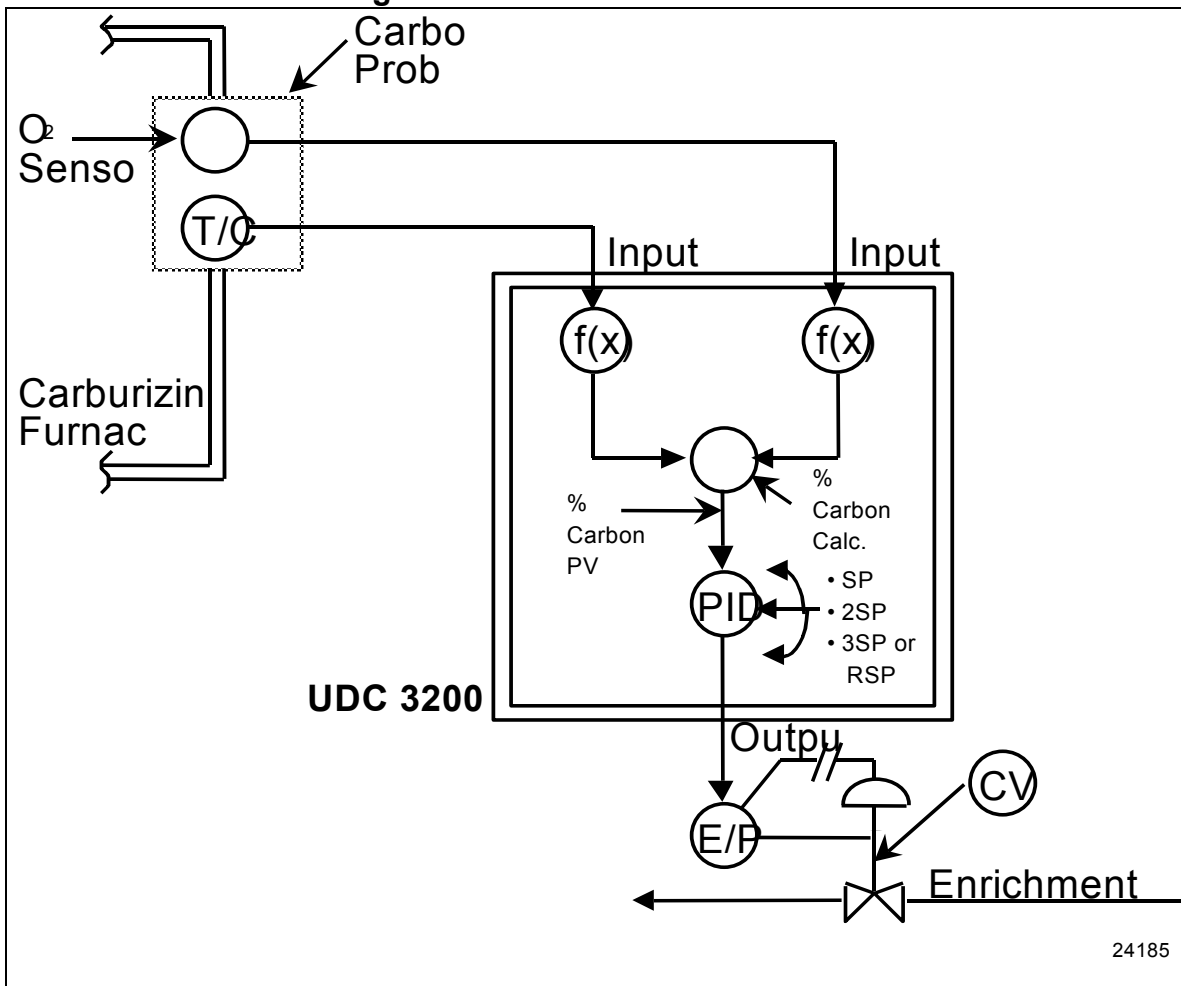 g
Carbo
Prob
O2
Senso
T/C
Input
Input
f(x)
f(x)
Carburizin
Furnac
%
Carbon
Calc.
%
Carbon
PV
PID
• SP
• 2SP
• 3SP or
RSP
UDC 3200
Outpu
CV
E/P
Enrichment
24185